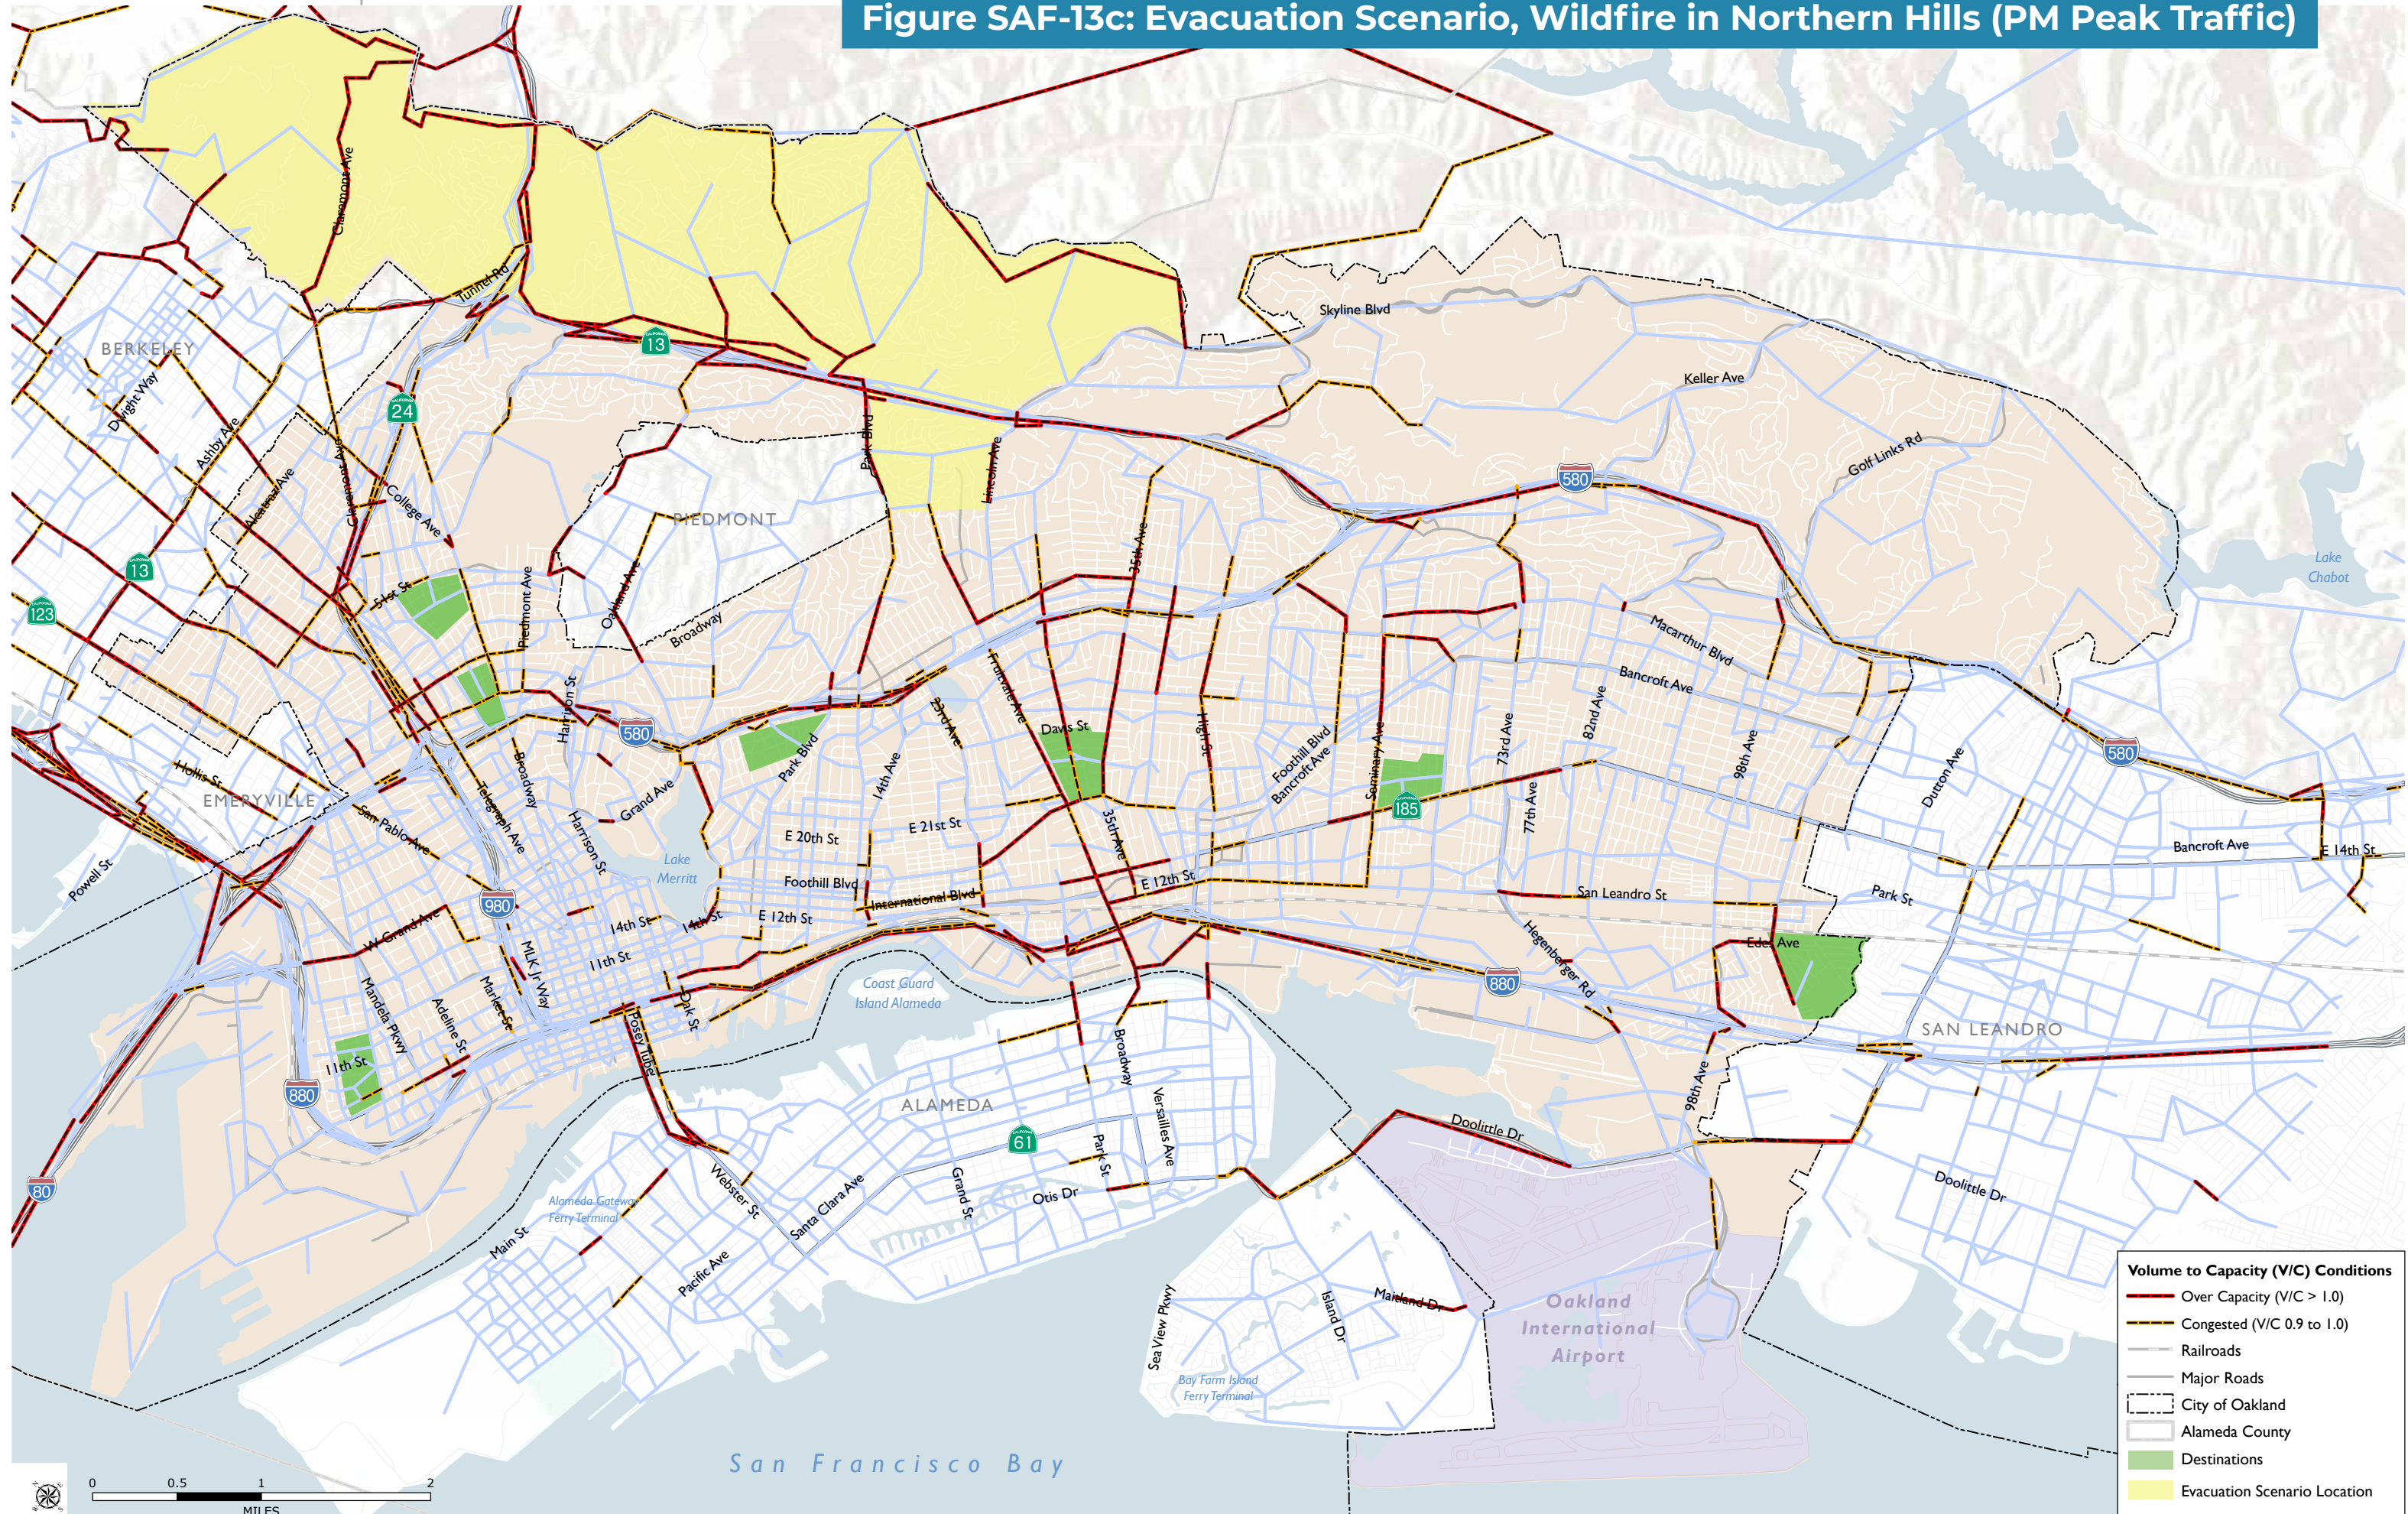 Figure SAF-13c: Evacuation Scenario, Wildfire in Northern Hills (PM Peak Traffic)
Claremont Ave
Tunnel Rd
Skyline Blvd
CALIFORNIA
13
BERKELEY
Dwight Way
Ashby Ave
CALIFORNIA
24
Keller Ave
Golf Links Rd
Park Blvd
Lincoln Ave
Alcatraz Ave
Claremont Ave
College Ave
PIEDMONT
580
35th Ave
Lake
Chabot
CALIFORNIA
13
CALIFORNIA
123
51st St
Piedmont Ave
Oakland Ave
Broadway
Macarthur Blvd
Bancroft Ave
Fruitvale Ave
23rd Ave
Harrison St
580
Davis St
High St
Foothill Blvd
Bancroft Ave
Seminary Ave
73rd Ave
82nd Ave
98th Ave
580
Park Blvd
14th Ave
Dutton Ave
Hollis St
EMERYVILLE
Telegraph Ave
Broadway
Grand Ave
San Pablo Ave
Harrison St
E 20th St
E 21st St
35th Ave
CALIFORNIA
185
77th Ave
Bancroft Ave
E 14th St
Powell St
Lake
Merritt
Foothill Blvd
International Blvd
E 12th St
San Leandro St
Park St
980
14th St
14th St
E 12th St
W Grand Ave
11th St
MLK Jr Way
Market St
Mandela Pkwy
Adeline St
Oak St
Posey Tube
Coast Guard
Island Alameda
Hegenberger Rd
Edes Ave
880
SAN LEANDRO
11th St
880
Broadway
ALAMEDA
Versailles Ave
98th Ave
Doolittle Dr
CALIFORNIA
61
Park St
80
Webster St
Santa Clara Ave
Grand St
Otis Dr
Alameda Gateway
Ferry Terminal
Main St
Pacific Ave
Doolittle Dr
Sea View Pkwy
Island Dr
Maitland Dr
Oakland
International
Airport
Bay Farm Island
Ferry Terminal
San Francisco Bay
0 0.5 1 2
MILES
Volume to Capacity (V/C) Conditions
Over Capacity (V/C > 1.0)
Congested (V/C 0.9 to 1.0)
Railroads
Major Roads
City of Oakland
Alameda County
Destinations
Evacuation Scenario Location